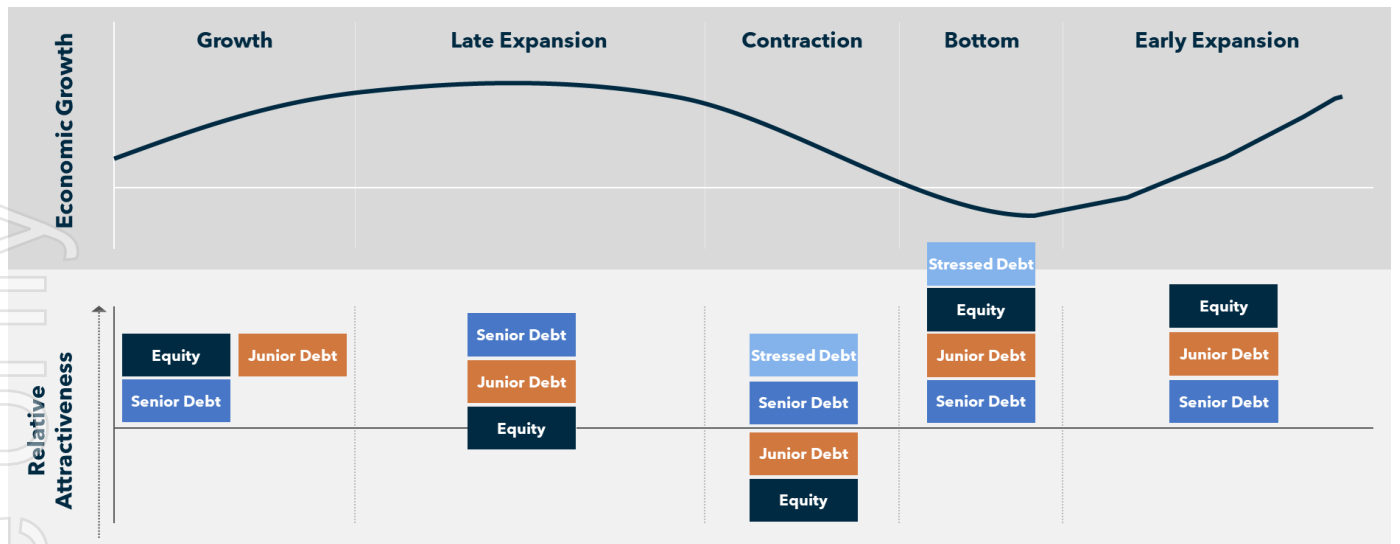 Growth
Late Expansion
Contraction
Bottom
Early Expansion
Economic Growth
Relative
Attractiveness
Equity
Junior Debt
Senior Debt
Senior Debt
Junior Debt
Equity
Stressed Debt
Senior Debt
Junior Debt
Equity
Stressed Debt
Equity
Junior Debt
Senior Debt
Equity
Junior Debt
Senior Debt